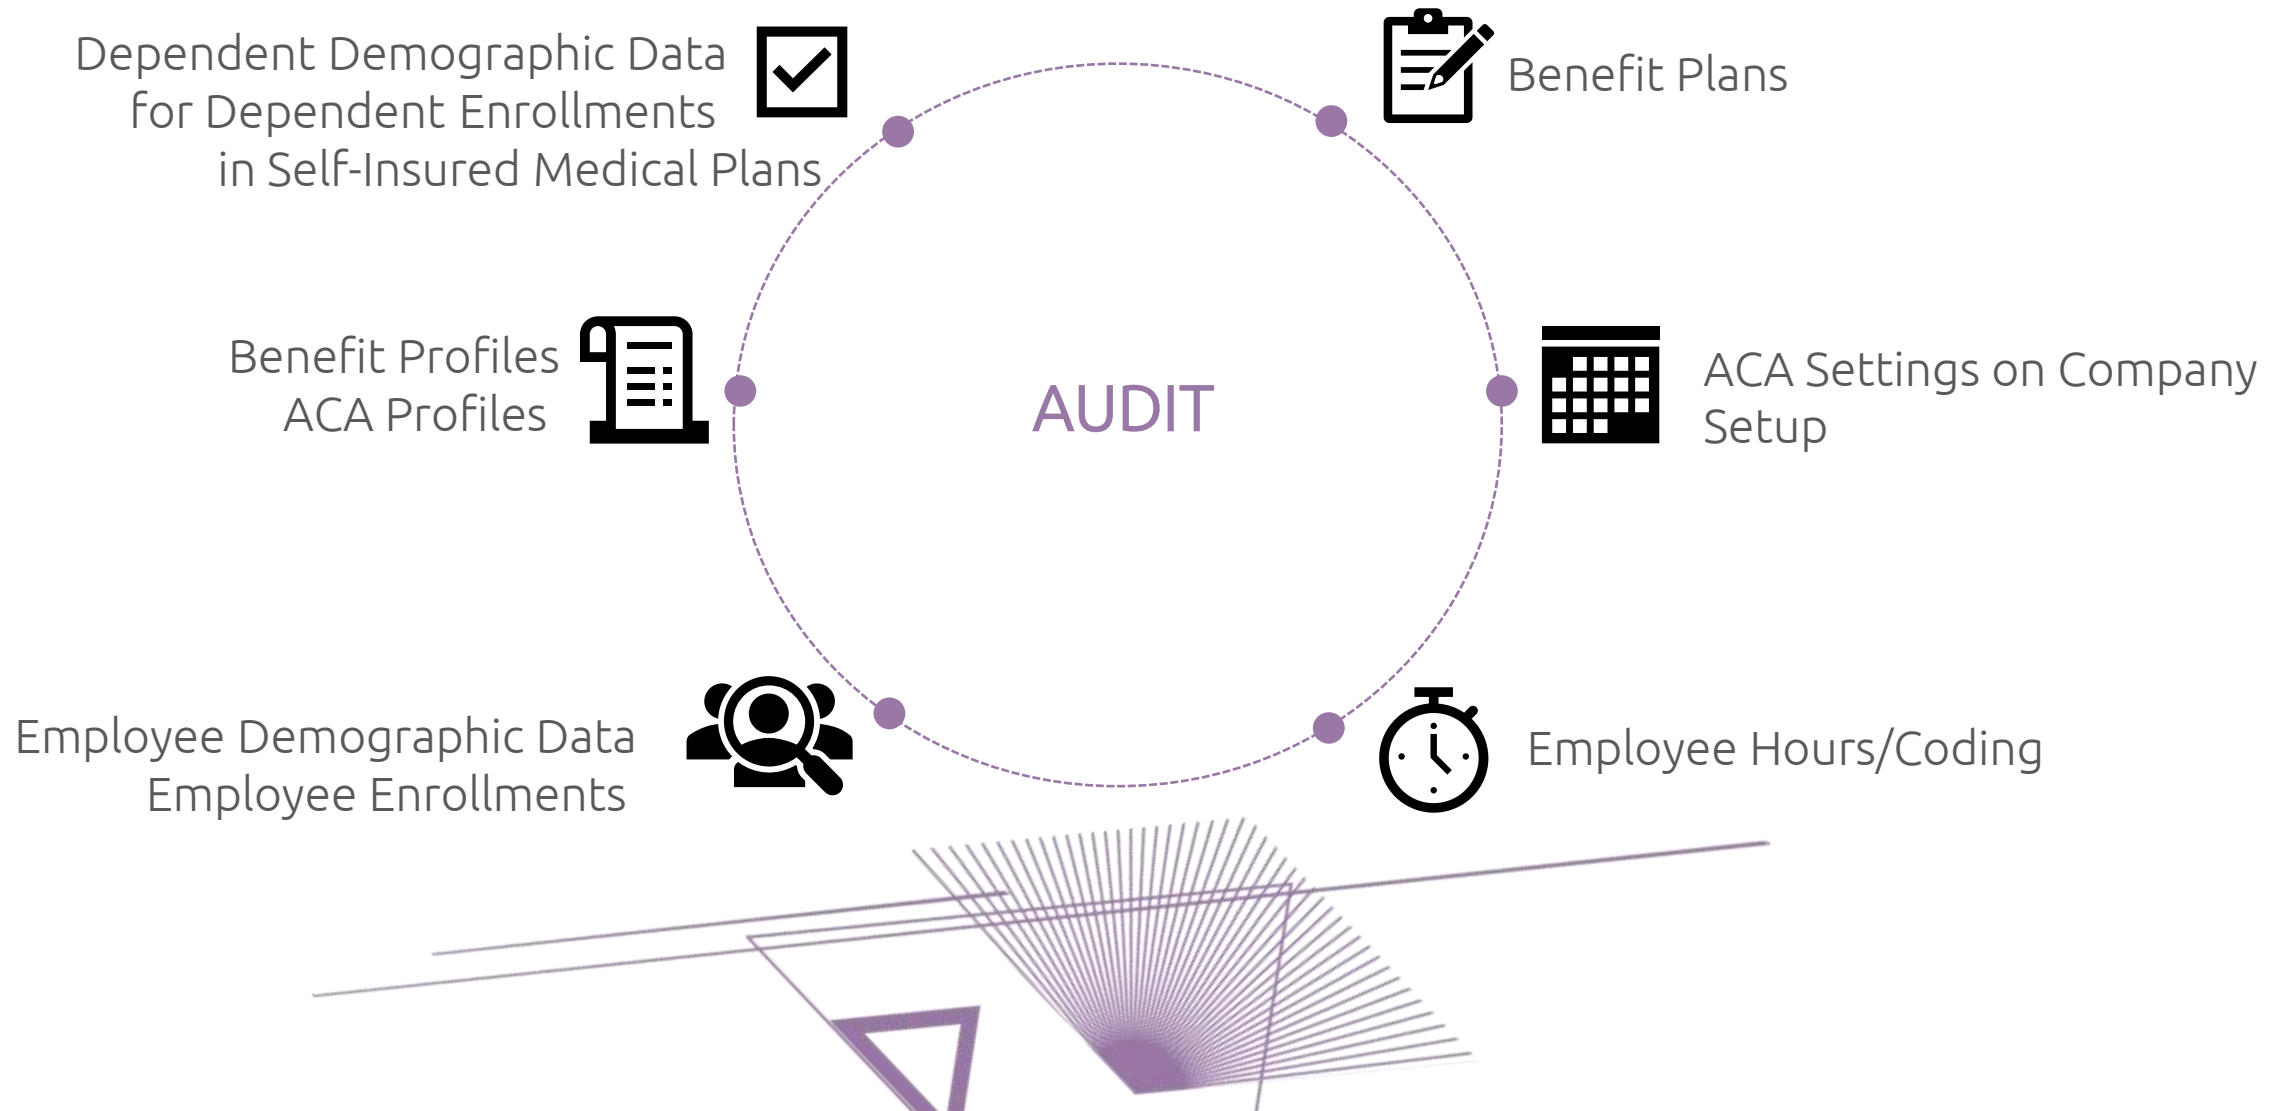 Dependent Demographic Data
for Dependent Enrollments
in Self-Insured Medical Plans
Benefit Plans
Benefit Profiles
ACA Profiles
AUDIT
ACA Settings on Company
Setup
Employee Demographic Data
Employee Enrollments
Employee Hours/Coding